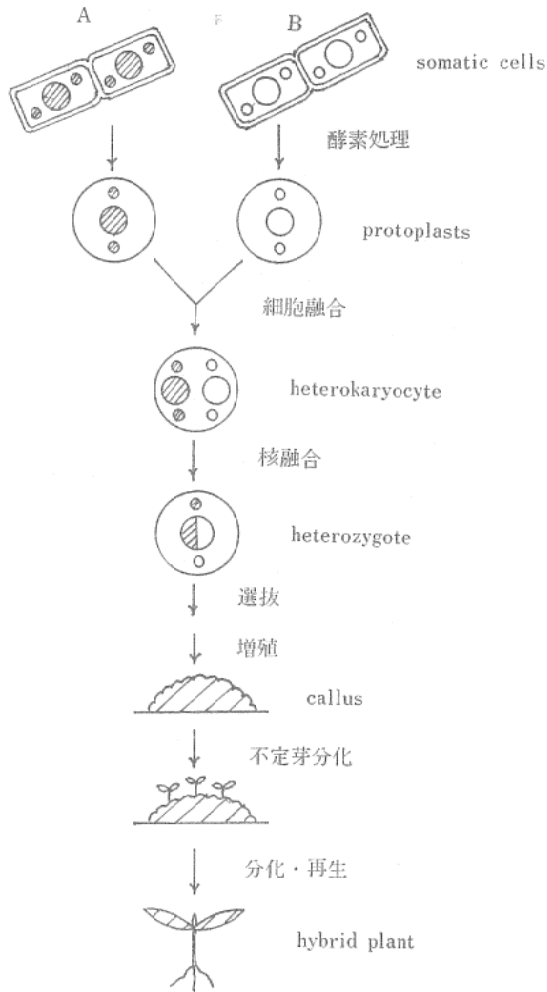 A
B
somatic cells
酵素処理
protoplasts
細胞融合
heterokaryocyte
核融合
heterozygote
選抜
増殖
callus
不定芽分化
分化・再生
hybrid plant